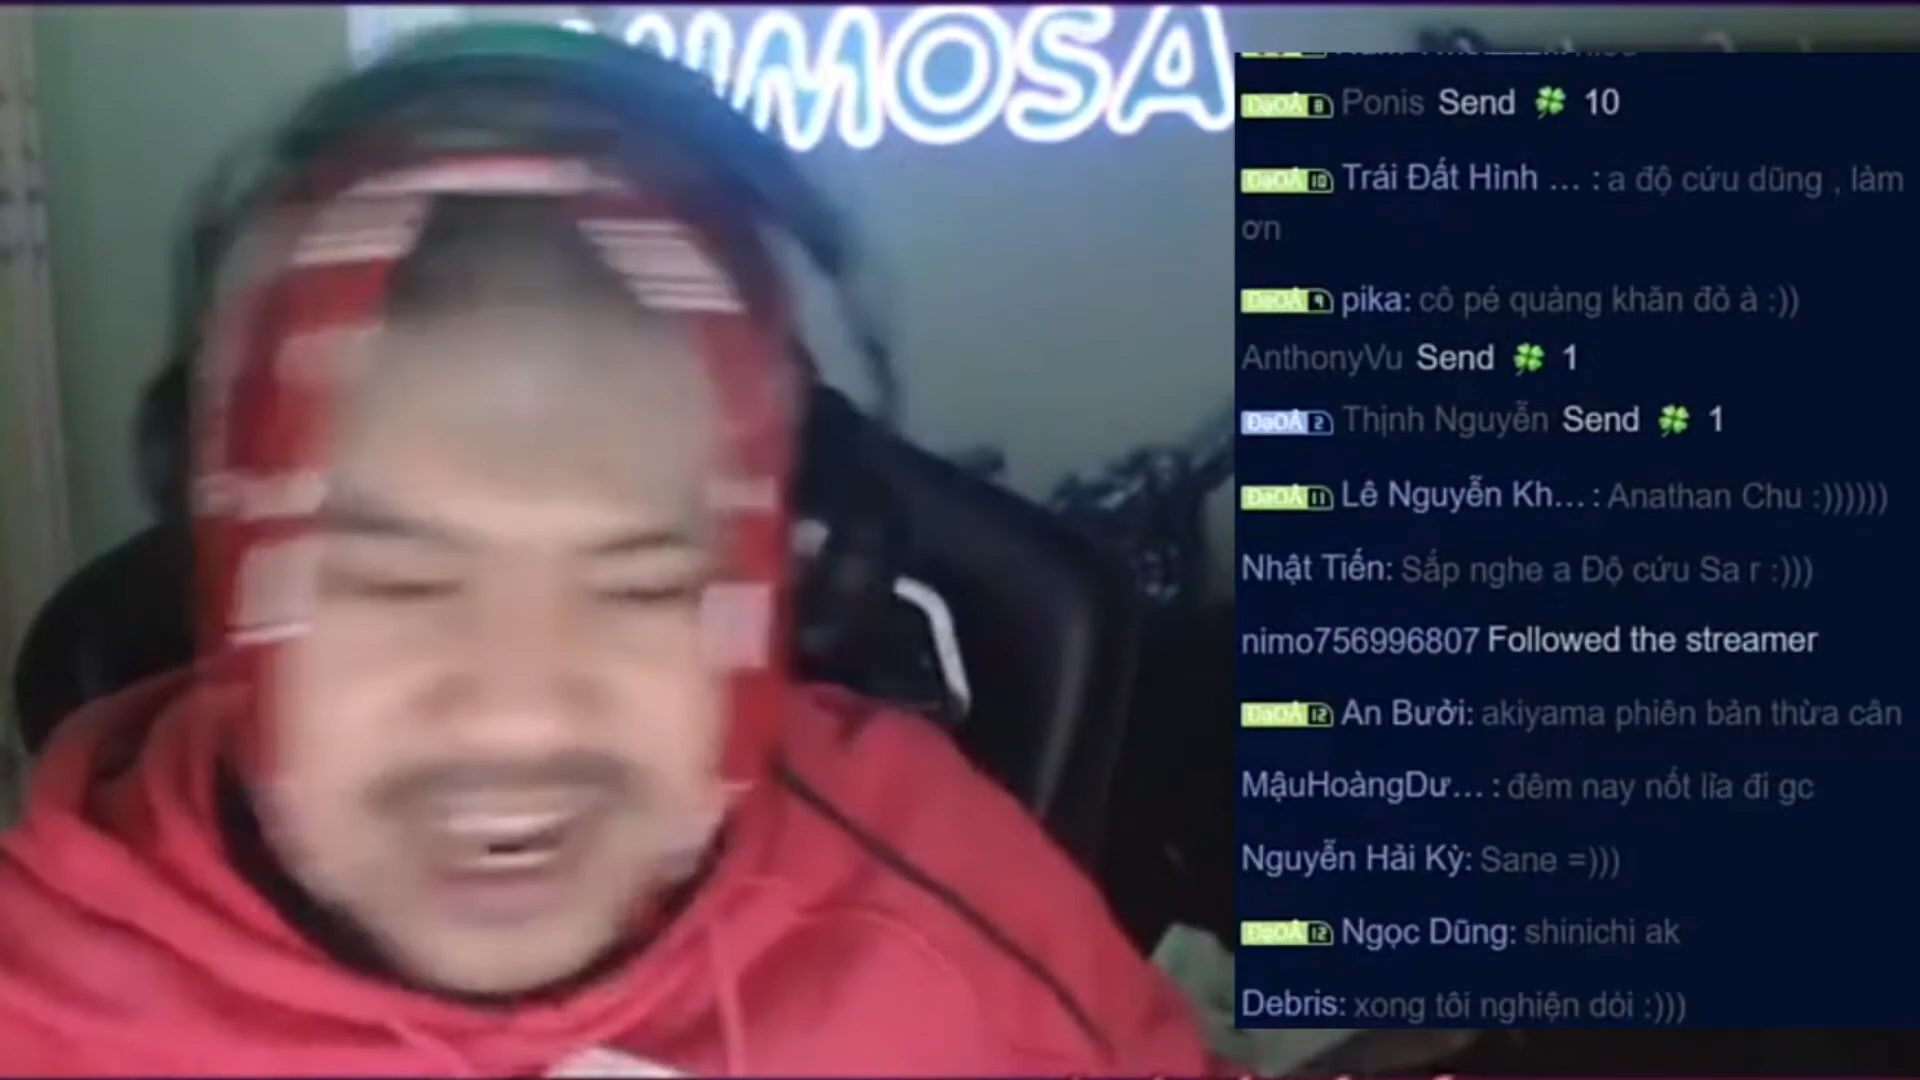 MOSA
Ponis Send 🍀 10
Trái Đất Hình ... : a độ cứu dũng , làm
ơn
pika: cô pé quảng khăn đỏ à :))
AnthonyVu Send 🍀 1
Thịnh Nguyễn Send 🍀 1
Lê Nguyễn Kh... : Anathan Chu :))))))
Nhật Tiến: Sắp nghe a Độ cứu Sa r :)))
nimo756996807 Followed the streamer
An Bưởi: akiyama phiên bản thừa cân
MậuHoàngDư... : đêm nay nốt lỉa đi gc
Nguyễn Hải Kỳ: Sane =)))
Ngọc Dũng: shinichi ak
Debris: xong tôi nghiện dòi :)))